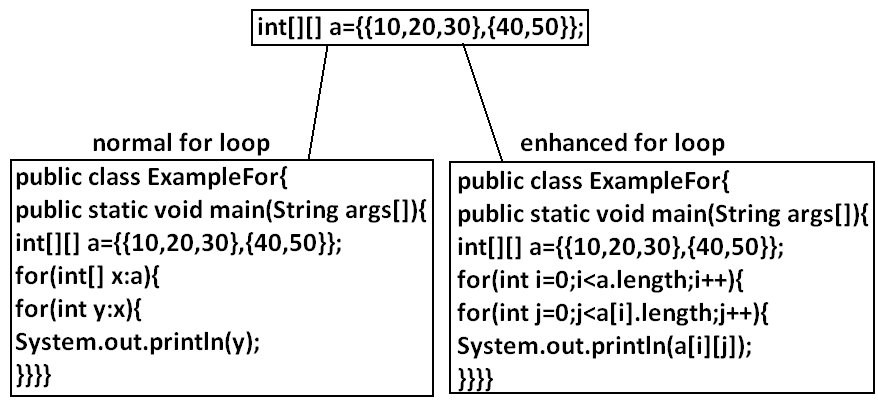 int[][] a={{10,20,30},{40,50}};
normal for loop
public class ExampleFor{
public static void main(String args[]){
int[][] a={{10,20,30},{40,50}};
for(int[] x:a){
for(int y:x){
System.out.println(y);
}}}}
enhanced for loop
public class ExampleFor{
public static void main(String args[]){
int[][] a={{10,20,30},{40,50}};
for(int i=0;i<a.length;i++){
for(int j=0;j<a[i].length;j++){
System.out.println(a[i][j]);
}}}}